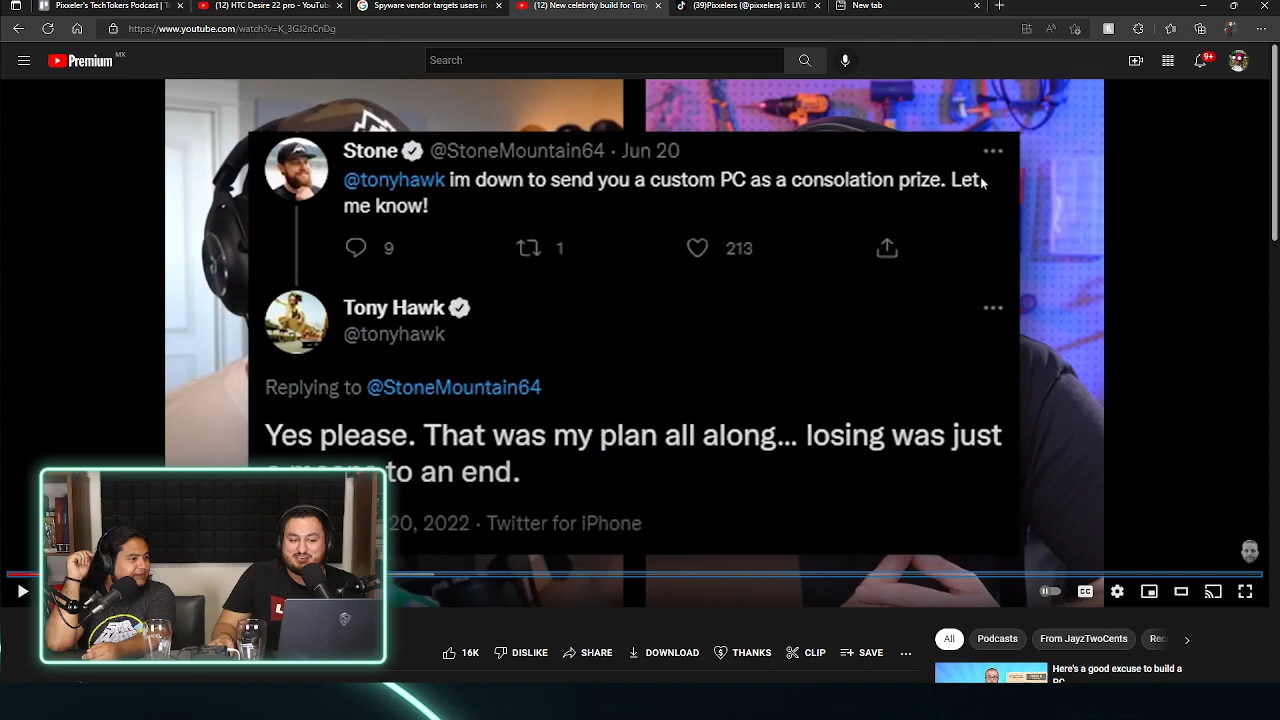 Pixeler's TechTokers Podcast | T
(12) HTC Desire 22 pro - YouTub
Spyware vendor targets users in
(12) New celebrity build for Tony
(39)Pixelers (@pixelers) is LIVE
New tab
https://www.youtube.com/watch?v=K_3GJ2nCnDg
Premium MX
Search
9+
Stone @StoneMountain64 · Jun 20
@tonyhawk im down to send you a custom PC as a consolation prize. Let
me know!
9 1 213
Tony Hawk
@tonyhawk
Replying to @StoneMountain64
Yes please. That was my plan all along... losing was just
to an end.
20, 2022 · Twitter for iPhone
CC
16K DISLIKE SHARE DOWNLOAD THANKS CLIP SAVE
All Podcasts From JayzTwoCents Rec
Here's a good excuse to build a
PC